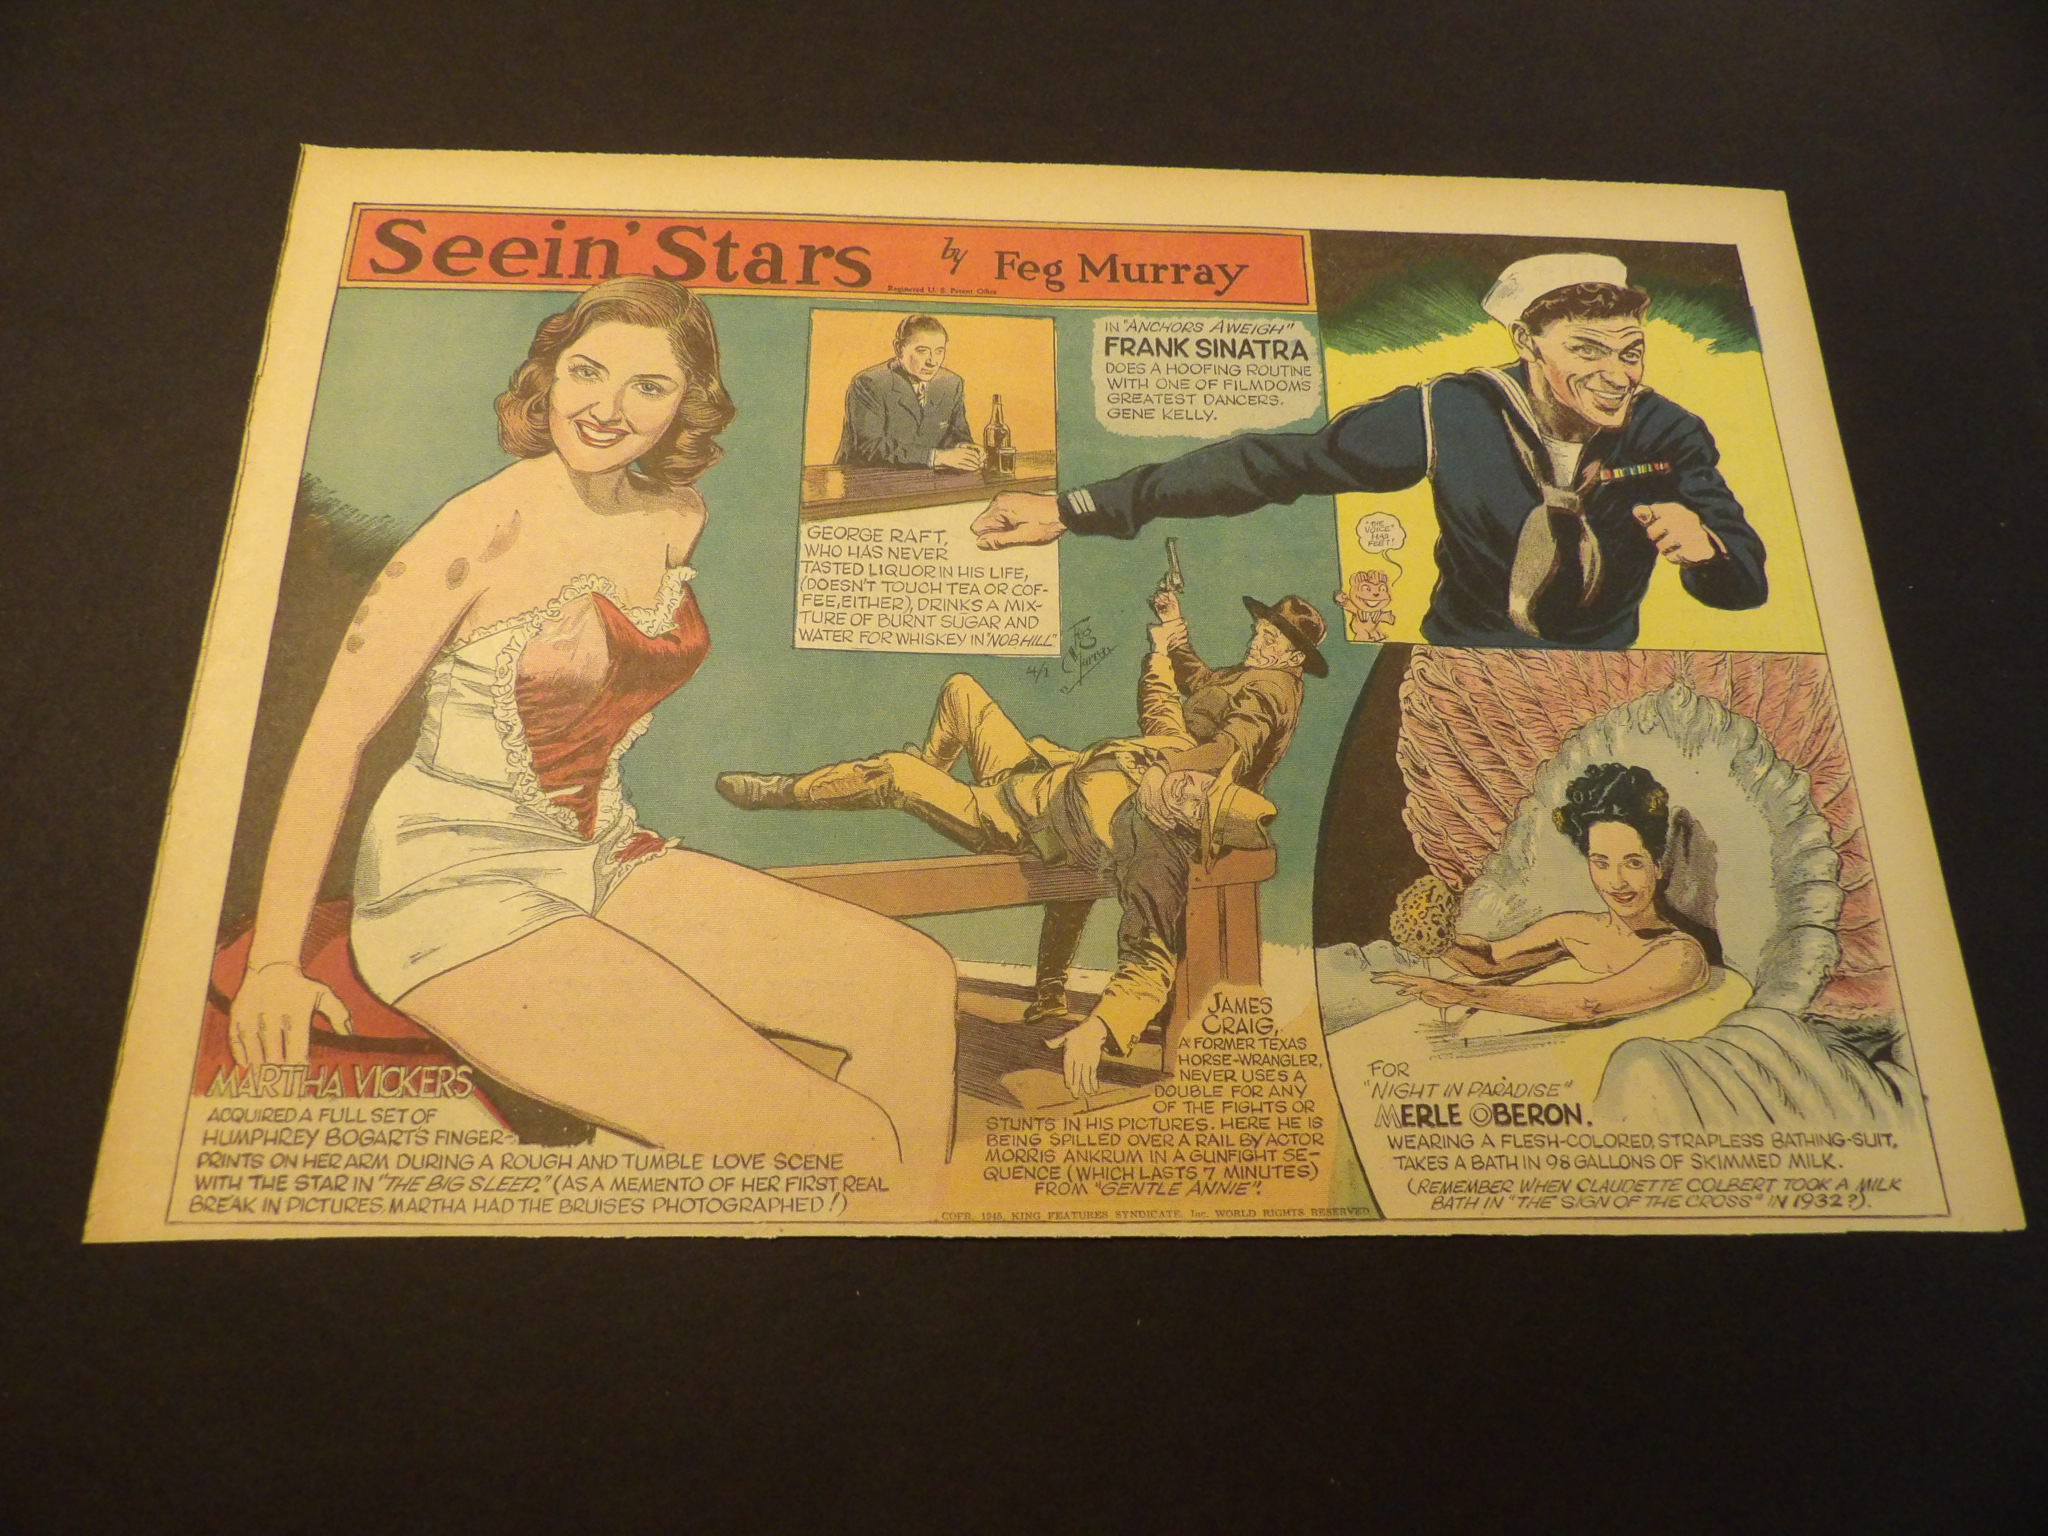 Seein' Stars by Feg Murray
Registered U. S. Patent Office
IN "ANCHORS AWEIGH"
FRANK SINATRA
DOES A HOOFING ROUTINE
WITH ONE OF FILMDOM'S
GREATEST DANCERS.
GENE KELLY.
"THE
VOICE"
HAS
FEET!
GEORGE RAFT,
WHO HAS NEVER
TASTED LIQUOR IN HIS LIFE,
(DOESN'T TOUCH TEA OR COF-
FEE, EITHER), DRINKS A MIX-
TURE OF BURNT SUGAR AND
WATER FOR WHISKEY IN "NOB HILL"
Feg
Murray
4/1
MARTHA VICKERS
ACQUIRED A FULL SET OF
HUMPHREY BOGART'S FINGER-
PRINTS ON HER ARM DURING A ROUGH AND TUMBLE LOVE SCENE
WITH THE STAR IN "THE BIG SLEEP." (AS A MEMENTO OF HER FIRST REAL
BREAK IN PICTURES, MARTHA HAD THE BRUISES PHOTOGRAPHED!)
JAMES
CRAIG,
A FORMER TEXAS
HORSE-WRANGLER,
NEVER USES A
DOUBLE FOR ANY
OF THE FIGHTS OR
STUNTS IN HIS PICTURES. HERE HE IS
BEING SPILLED OVER A RAIL BY ACTOR
MORRIS ANKRUM IN A GUNFIGHT SE-
QUENCE (WHICH LASTS 7 MINUTES)
FROM "GENTLE ANNIE".
FOR
"NIGHT IN PARADISE"
MERLE OBERON.
WEARING A FLESH-COLORED, STRAPLESS BATHING-SUIT,
TAKES A BATH IN 98 GALLONS OF SKIMMED MILK.
(REMEMBER WHEN CLAUDETTE COLBERT TOOK A MILK
BATH IN "THE SIGN OF THE CROSS" IN 1932?).
COPR. 1945, KING FEATURES SYNDICATE, Inc. WORLD RIGHTS RESERVED